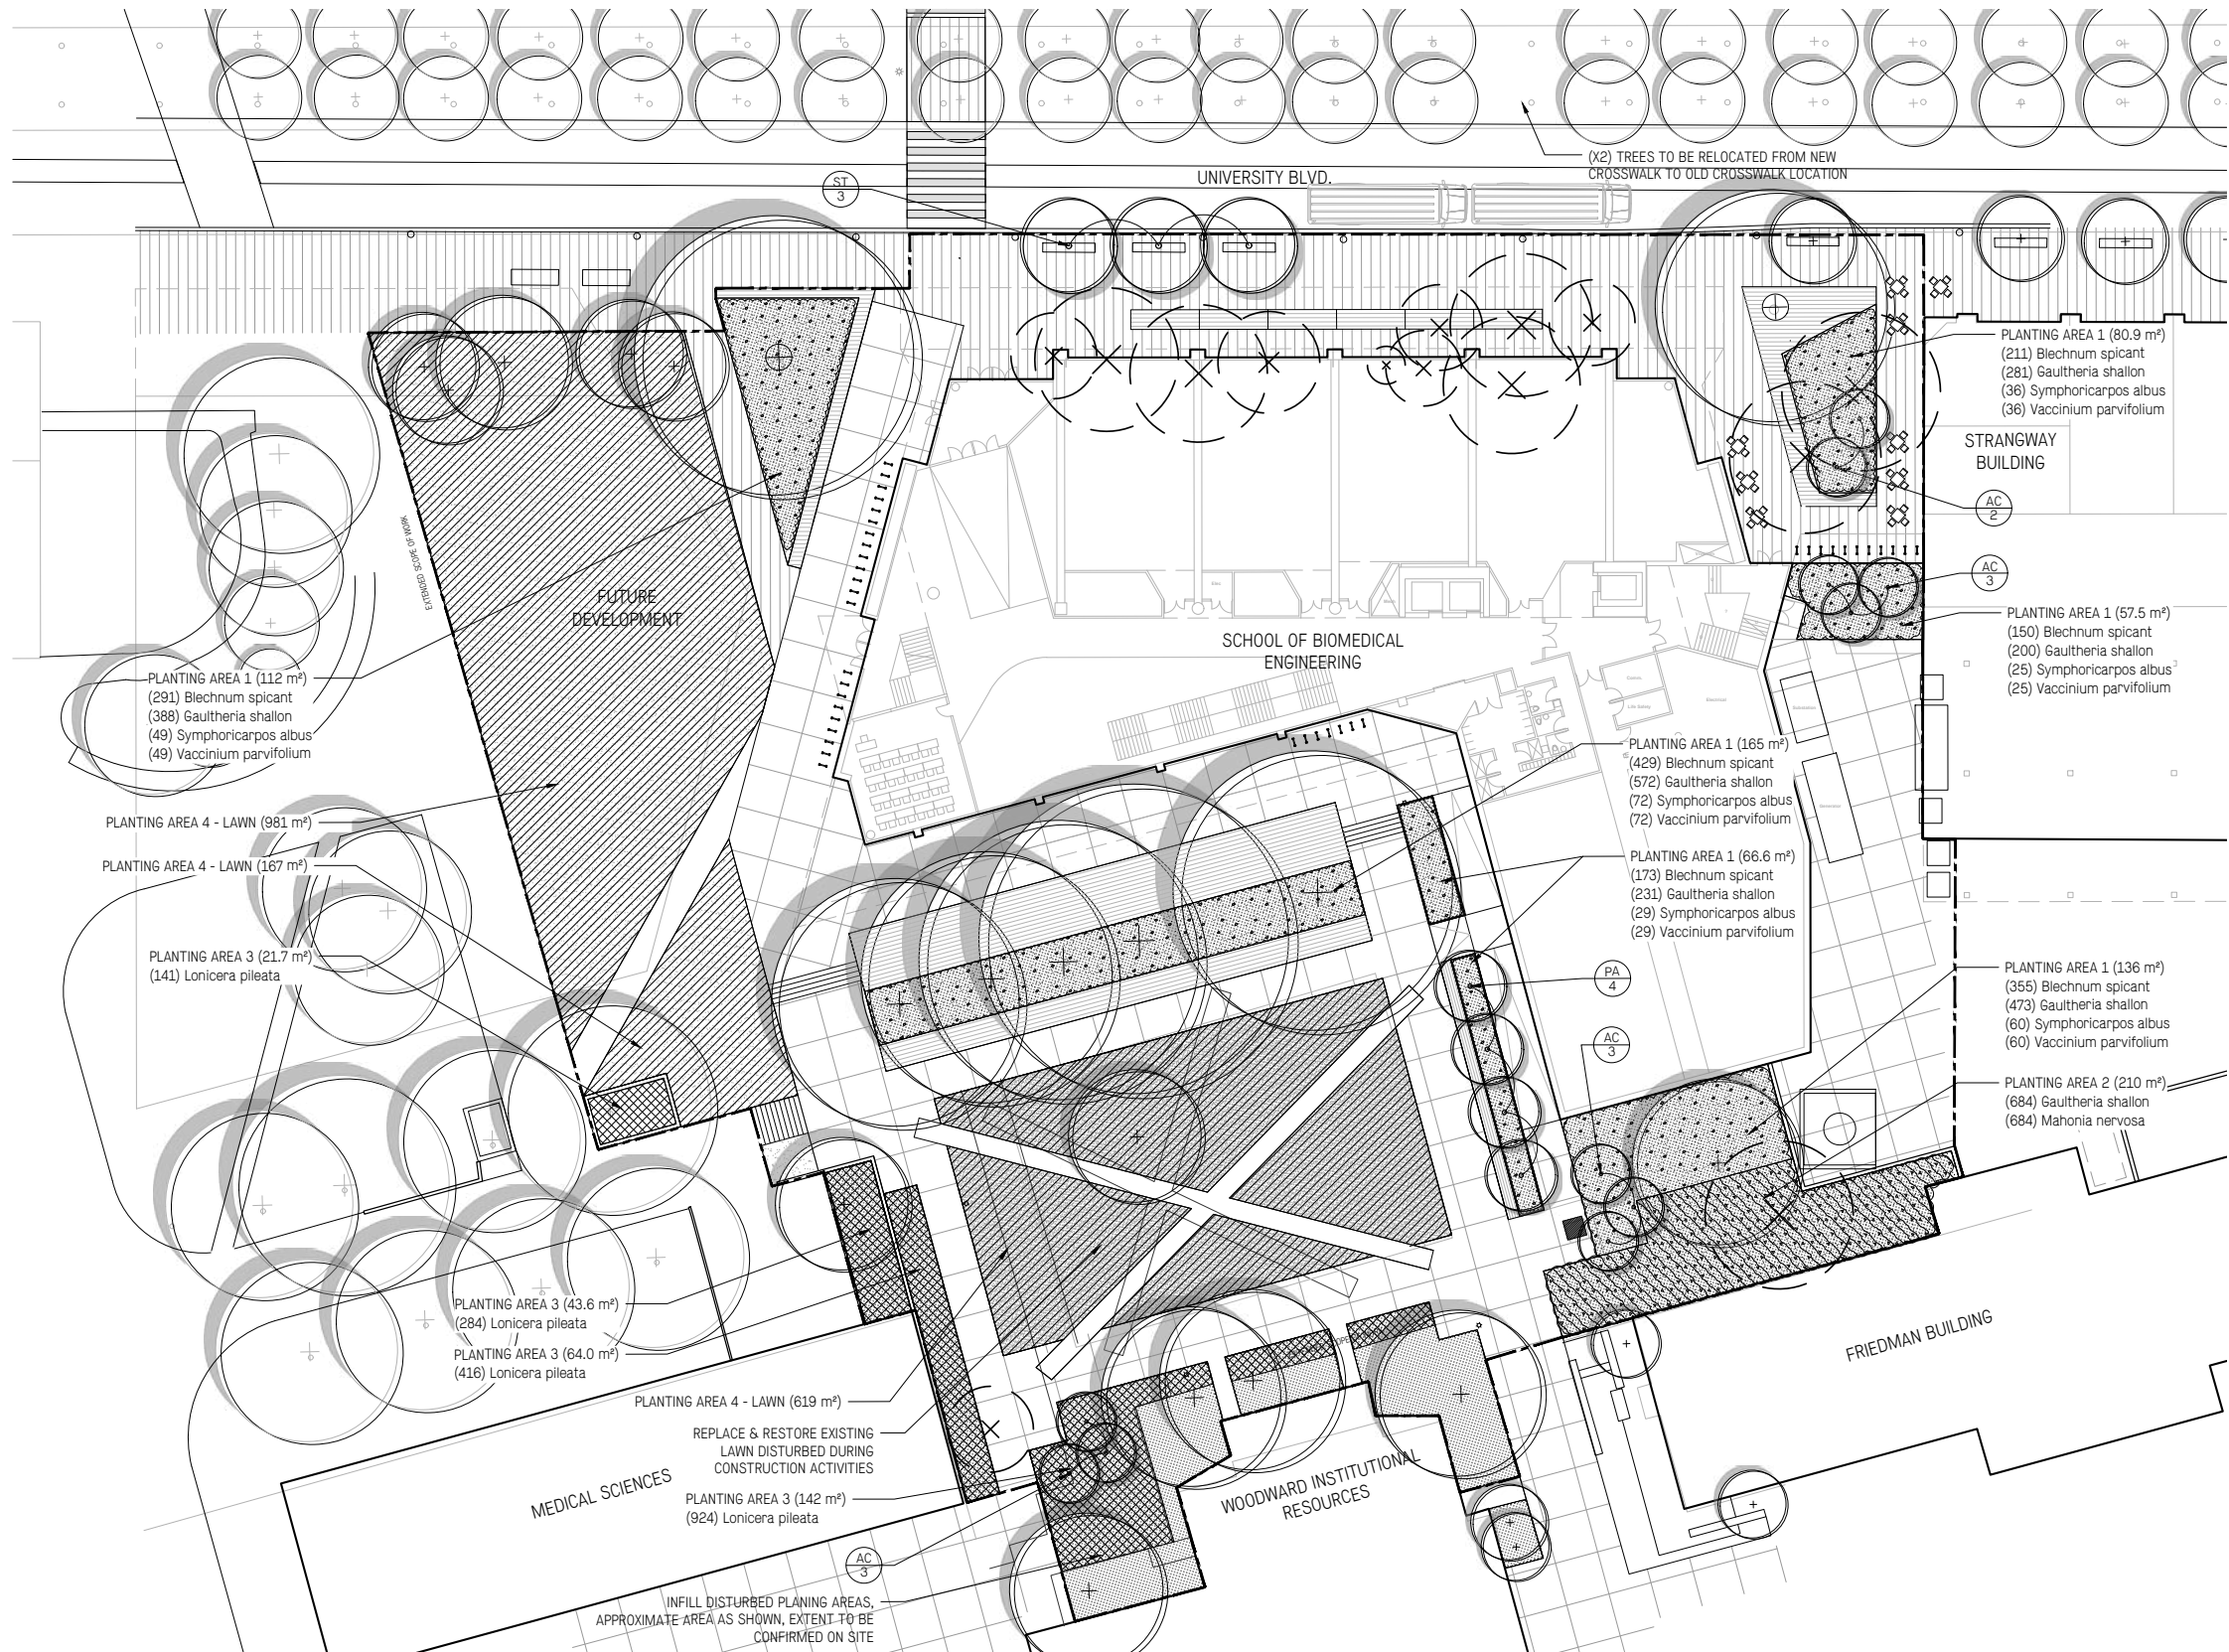 (X2) TREES TO BE RELOCATED FROM NEW
CROSSWALK TO OLD CROSSWALK LOCATION
UNIVERSITY BLVD.
ST
3
PLANTING AREA 1 (80.9 m²)
(211) Blechnum spicant
(281) Gaultheria shallon
(36) Symphoricarpos albus
(36) Vaccinium parvifolium
STRANGWAY
BUILDING
AC
2
AC
3
EXTENDED SCOPE OF WORK
FUTURE
DEVELOPMENT
SCHOOL OF BIOMEDICAL
ENGINEERING
PLANTING AREA 1 (57.5 m²)
(150) Blechnum spicant
(200) Gaultheria shallon
(25) Symphoricarpos albus
(25) Vaccinium parvifolium
PLANTING AREA 1 (112 m²)
(291) Blechnum spicant
(388) Gaultheria shallon
(49) Symphoricarpos albus
(49) Vaccinium parvifolium
PLANTING AREA 1 (165 m²)
(429) Blechnum spicant
(572) Gaultheria shallon
(72) Symphoricarpos albus
(72) Vaccinium parvifolium
PLANTING AREA 4 - LAWN (981 m²)
PLANTING AREA 4 - LAWN (167 m²)
PLANTING AREA 1 (66.6 m²)
(173) Blechnum spicant
(231) Gaultheria shallon
(29) Symphoricarpos albus
(29) Vaccinium parvifolium
PLANTING AREA 3 (21.7 m²)
(141) Lonicera pileata
PA
4
AC
3
PLANTING AREA 1 (136 m²)
(355) Blechnum spicant
(473) Gaultheria shallon
(60) Symphoricarpos albus
(60) Vaccinium parvifolium
PLANTING AREA 2 (210 m²)
(684) Gaultheria shallon
(684) Mahonia nervosa
PLANTING AREA 3 (43.6 m²)
(284) Lonicera pileata
PLANTING AREA 3 (64.0 m²)
(416) Lonicera pileata
FRIEDMAN BUILDING
PLANTING AREA 4 - LAWN (619 m²)
REPLACE & RESTORE EXISTING
LAWN DISTURBED DURING
CONSTRUCTION ACTIVITIES
MEDICAL SCIENCES
WOODWARD INSTITUTIONAL
RESOURCES
PLANTING AREA 3 (142 m²)
(924) Lonicera pileata
AC
3
INFILL DISTURBED PLANING AREAS,
APPROXIMATE AREA AS SHOWN, EXTENT TO BE
CONFIRMED ON SITE